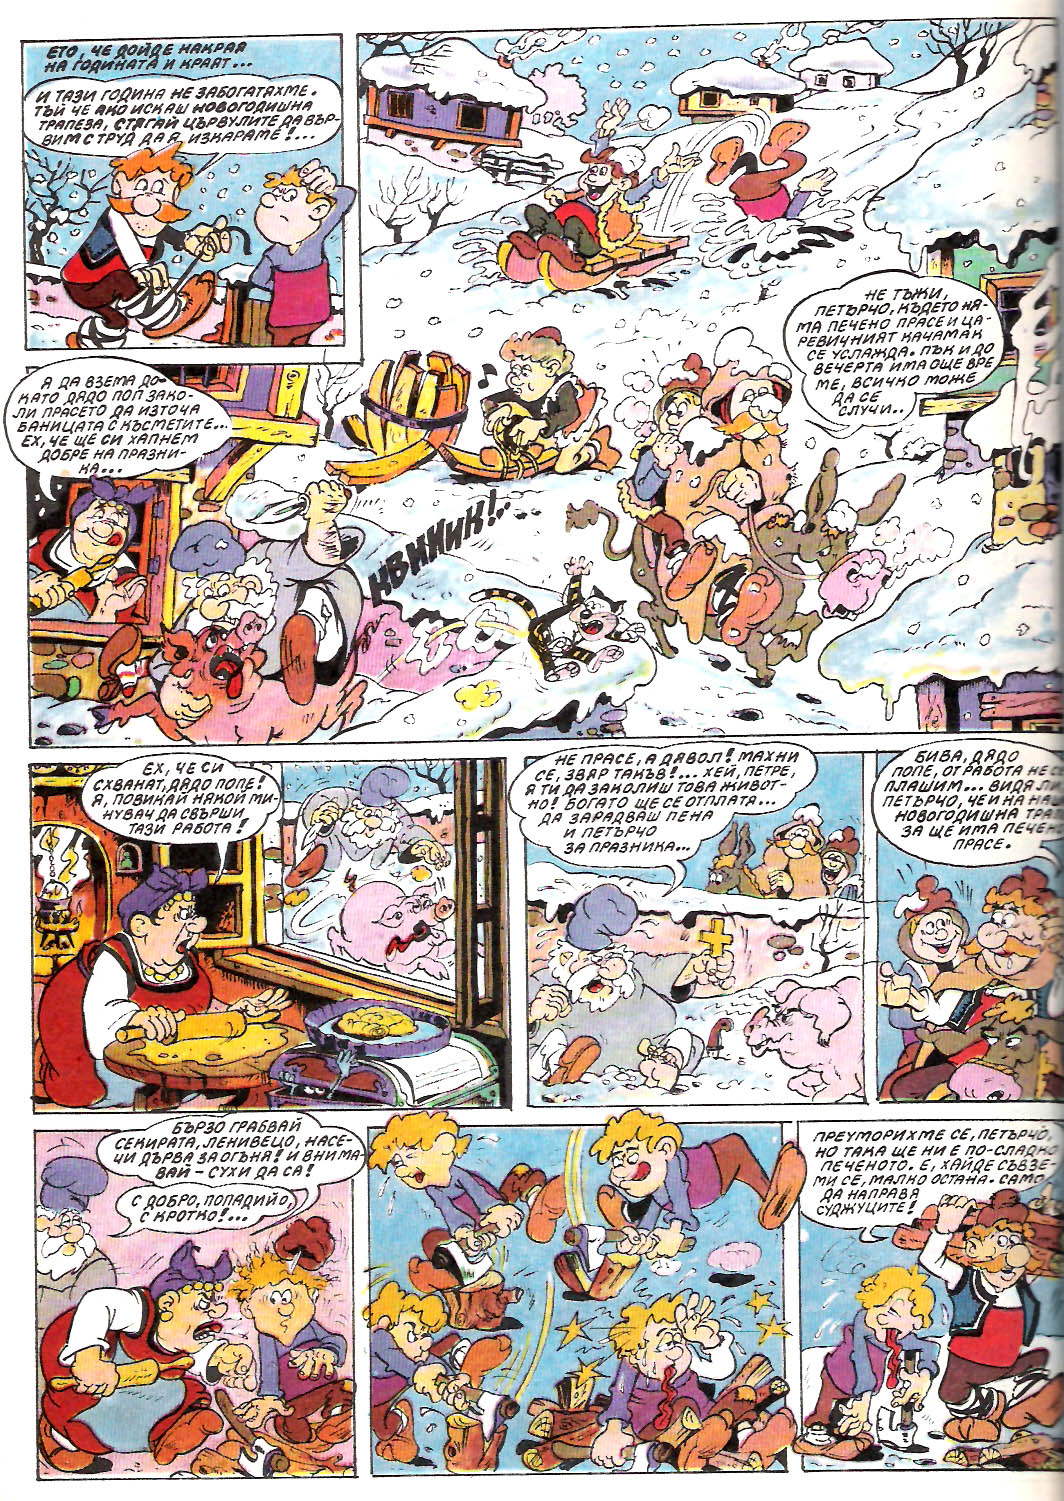 ЕТО, ЧЕ ДОЙДЕ НАКРАЯ
НА ГОДИНАТА И КРАЯТ...
И ТАЗИ ГОДИНА НЕ ЗАБОГАТЯХМЕ.
ТЪЙ ЧЕ АКО ИСКАШ НОВОГОДИШНА
ТРАПЕЗА, СТЯГАЙ ЦЪРВУЛИТЕ ДА ВЪР-
ВИМ С ТРУД ДА Я ИЗКАРАМЕ!...
НЕ ТЪЖИ,
ПЕТЪРЧО, КЪДЕТО НЯ-
МА ПЕЧЕНО ПРАСЕ И ЦА-
РЕВИЧНИЯТ КАЧАМАК
СЕ УСЛАЖДА. ПЪК И ДО
ВЕЧЕРТА ИМА ОЩЕ ВРЕ
МЕ, ВСИЧКО МОЖЕ
ДА СЕ
СЛУЧИ..
Я ДА ВЗЕМА ДО-
КАТО ДЯДО ПОП ЗАКО-
ЛИ ПРАСЕТО ДА ИЗТОЧА
БАНИЦАТА С КЪСМЕТИТЕ...
ЕХ, ЧЕ ЩЕ СИ ХАПНЕМ
ДОБРЕ НА ПРАЗНИ-
КА...
КВИИИК!..
ЕХ, ЧЕ СИ
СХВАНАТ, ДЯДО ПОПЕ!
Я, ПОВИКАЙ НЯКОЙ МИ-
НУВАЧ ДА СВЪРШИ
ТАЗИ РАБОТА!
НЕ ПРАСЕ, А ДЯВОЛ! МАХНИ
СЕ, ЗВЯР ТАКЪВ!... ХЕЙ, ПЕТРЕ,
Я ТИ ДА ЗАКОЛИШ ТОВА ЖИВОТ-
НО! БОГАТО ЩЕ СЕ ОТПЛАТЯ...
ДА ЗАРАДВАШ ПЕНА
И ПЕТЪРЧО
ЗА ПРАЗНИКА...
БИВА, ДЯДО
ПОПЕ, ОТ РАБОТА НЕ С
ПЛАШИМ... ВИДЯ Л
ПЕТЪРЧО, ЧЕ И НА НА
НОВОГОДИШНА ТРА
ЗА ЩЕ ИМА ПЕЧЕ
ПРАСЕ.
БЪРЗО ГРАБВАЙ
СЕКИРАТА, ЛЕНИВЕЦО, НАСЕ-
ЧИ ДЪРВА ЗА ОГЪНЯ! И ВНИМА-
ВАЙ - СУХИ ДА СА!
С ДОБРО, ПОПАДИЙО,
С КРОТКО!...
ПРЕУМОРИХМЕ СЕ, ПЕТЪРЧО,
НО ТАКА ЩЕ НИ Е ПО-СЛАДКО
ПЕЧЕНОТО. Е, ХАЙДЕ СЪВЗЕ-
МИ СЕ, МАЛКО ОСТАНА. САМО
ДА НАПРАВЯ
СУДЖУЦИТЕ!